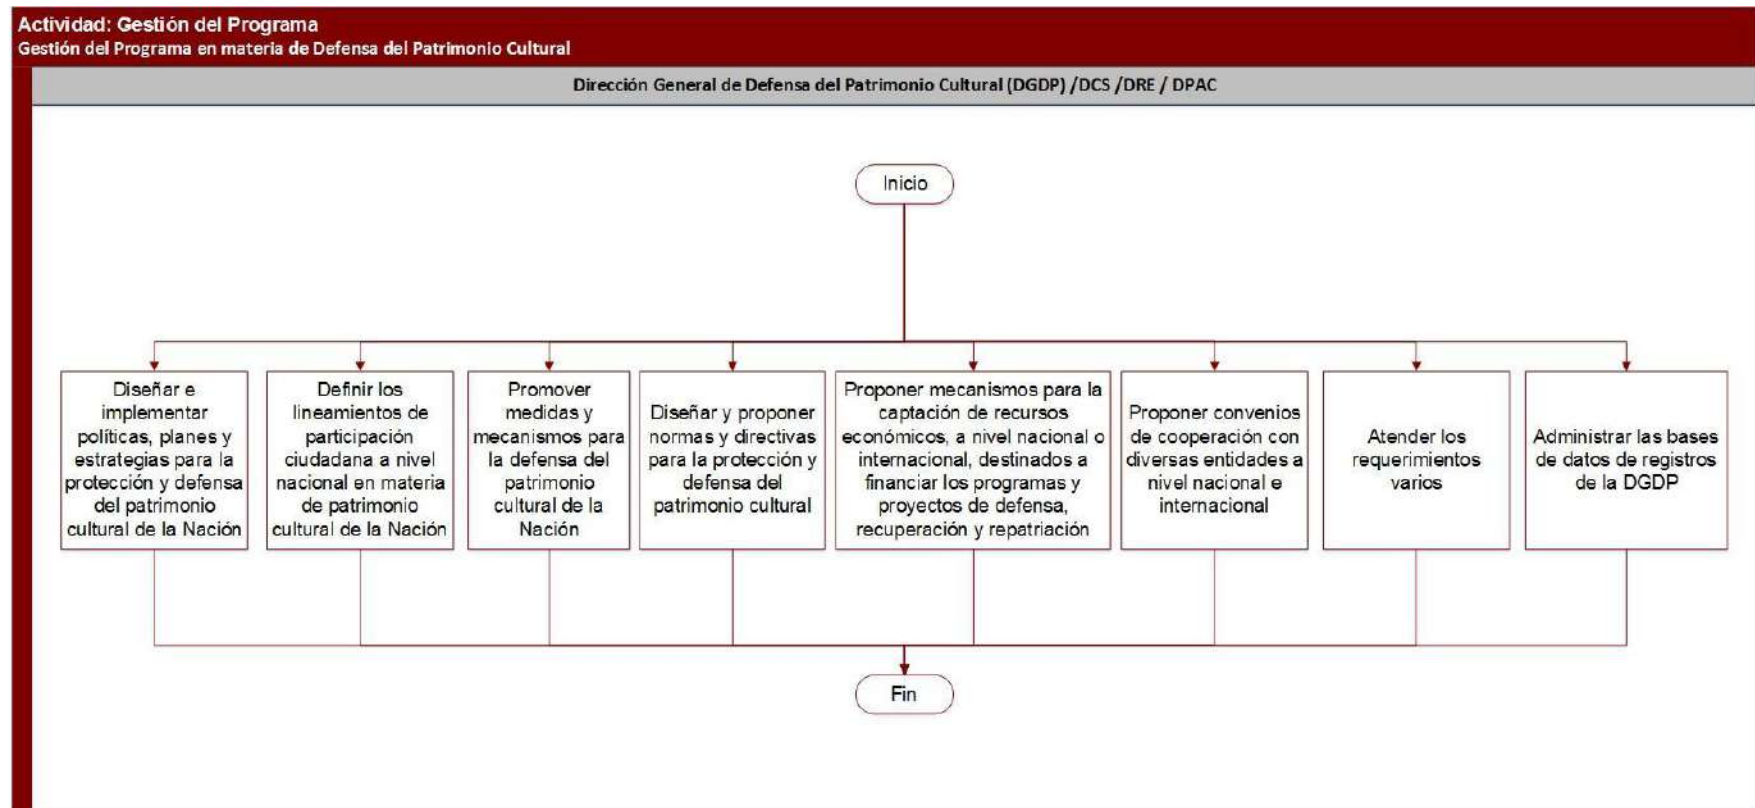 Actividad: Gestión del Programa
Gestión del Programa en materia de Defensa del Patrimonio Cultural
Dirección General de Defensa del Patrimonio Cultural (DGDP) /DCS /DRE / DPAC
Inicio
Diseñar e
implementar
políticas, planes y
estrategias para la
protección y defensa
del patrimonio
cultural de la Nación
Definir los
lineamientos de
participación
ciudadana a nivel
nacional en materia
de patrimonio
cultural de la Nación
Promover
medidas y
mecanismos para
la defensa del
patrimonio
cultural de la
Nación
Diseñar y proponer
normas y directivas
para la protección y
defensa del
patrimonio cultural
Proponer mecanismos para la
captación de recursos
económicos, a nivel nacional o
internacional, destinados a
financiar los programas y
proyectos de defensa,
recuperación y repatriación
Proponer convenios
de cooperación con
diversas entidades a
nivel nacional e
internacional
Atender los
requerimientos
varios
Administrar las bases
de datos de registros
de la DGDP
Fin